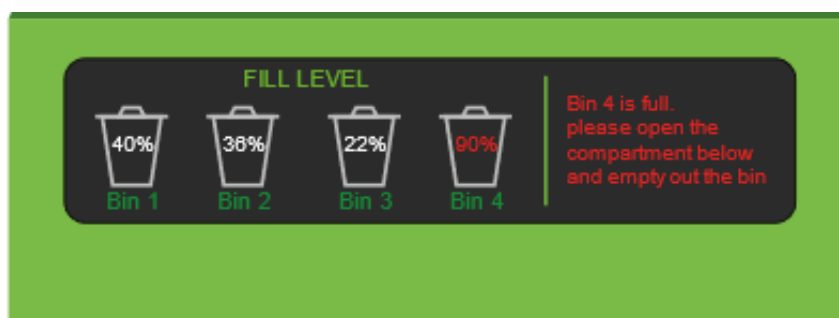 FILL LEVEL
40% 36% 22% 90%
Bin 1 Bin 2 Bin 3 Bin 4
Bin 4 is full.
please open the
compartment below
and empty out the bin